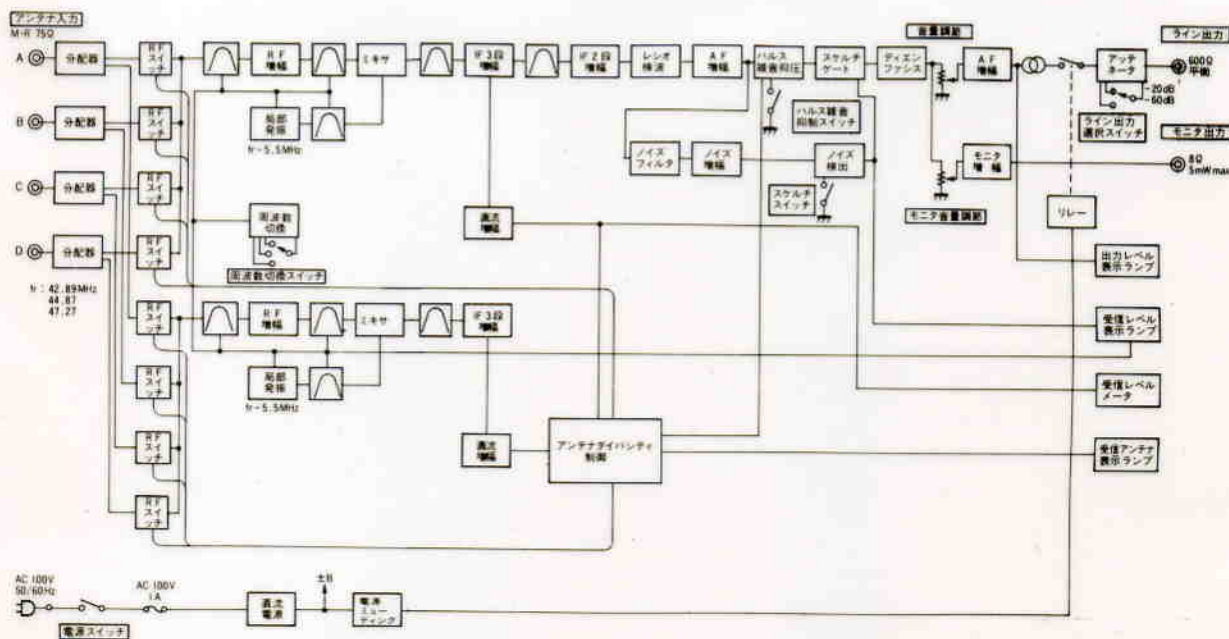 アンテナ入力
M-R 75Ω
A
分配器
RF
スイ
ッチ
RF
増幅
ミキサ
IF3段
増幅
IF2段
増幅
レシオ
検波
AF
増幅
パルス
雑音抑圧
スケルチ
ゲート
ディエン
ファシス
音量調節
AF
増幅
アッテ
ネータ
ライン出力
600Ω
平衡
-20dB
-60dB
ライン出力
選択スイッチ
局部
発振
fr-5.5MHz
パルス雑音
抑制スイッチ
B
分配器
RF
スイ
ッチ
ノイズ
フィルタ
ノイズ
増幅
ノイズ
検出
スケルチ
スイッチ
モニタ
増幅
モニタ出力
8Ω
5mWmax
モニタ音量調節
C
分配器
RF
スイ
ッチ
周波数
切換
周波数切換スイッチ
直流
増幅
リレー
D
分配器
RF
スイ
ッチ
fr: 42.89MHz
44.87
47.27
出力レベル
表示ランプ
RF
スイ
ッチ
RF
増幅
ミキサ
IF3段
増幅
受信レベル
表示ランプ
局部
発振
fr-5.5MHz
RF
スイ
ッチ
受信レベル
メータ
RF
スイ
ッチ
直流
増幅
アンテナダイバシティ
制御
受信アンテナ
表示ランプ
RF
スイ
ッチ
AC 100V
50/60Hz
電源スイッチ
AC 100V
1A
直流
電源
±B
電源
ミュー
ティング